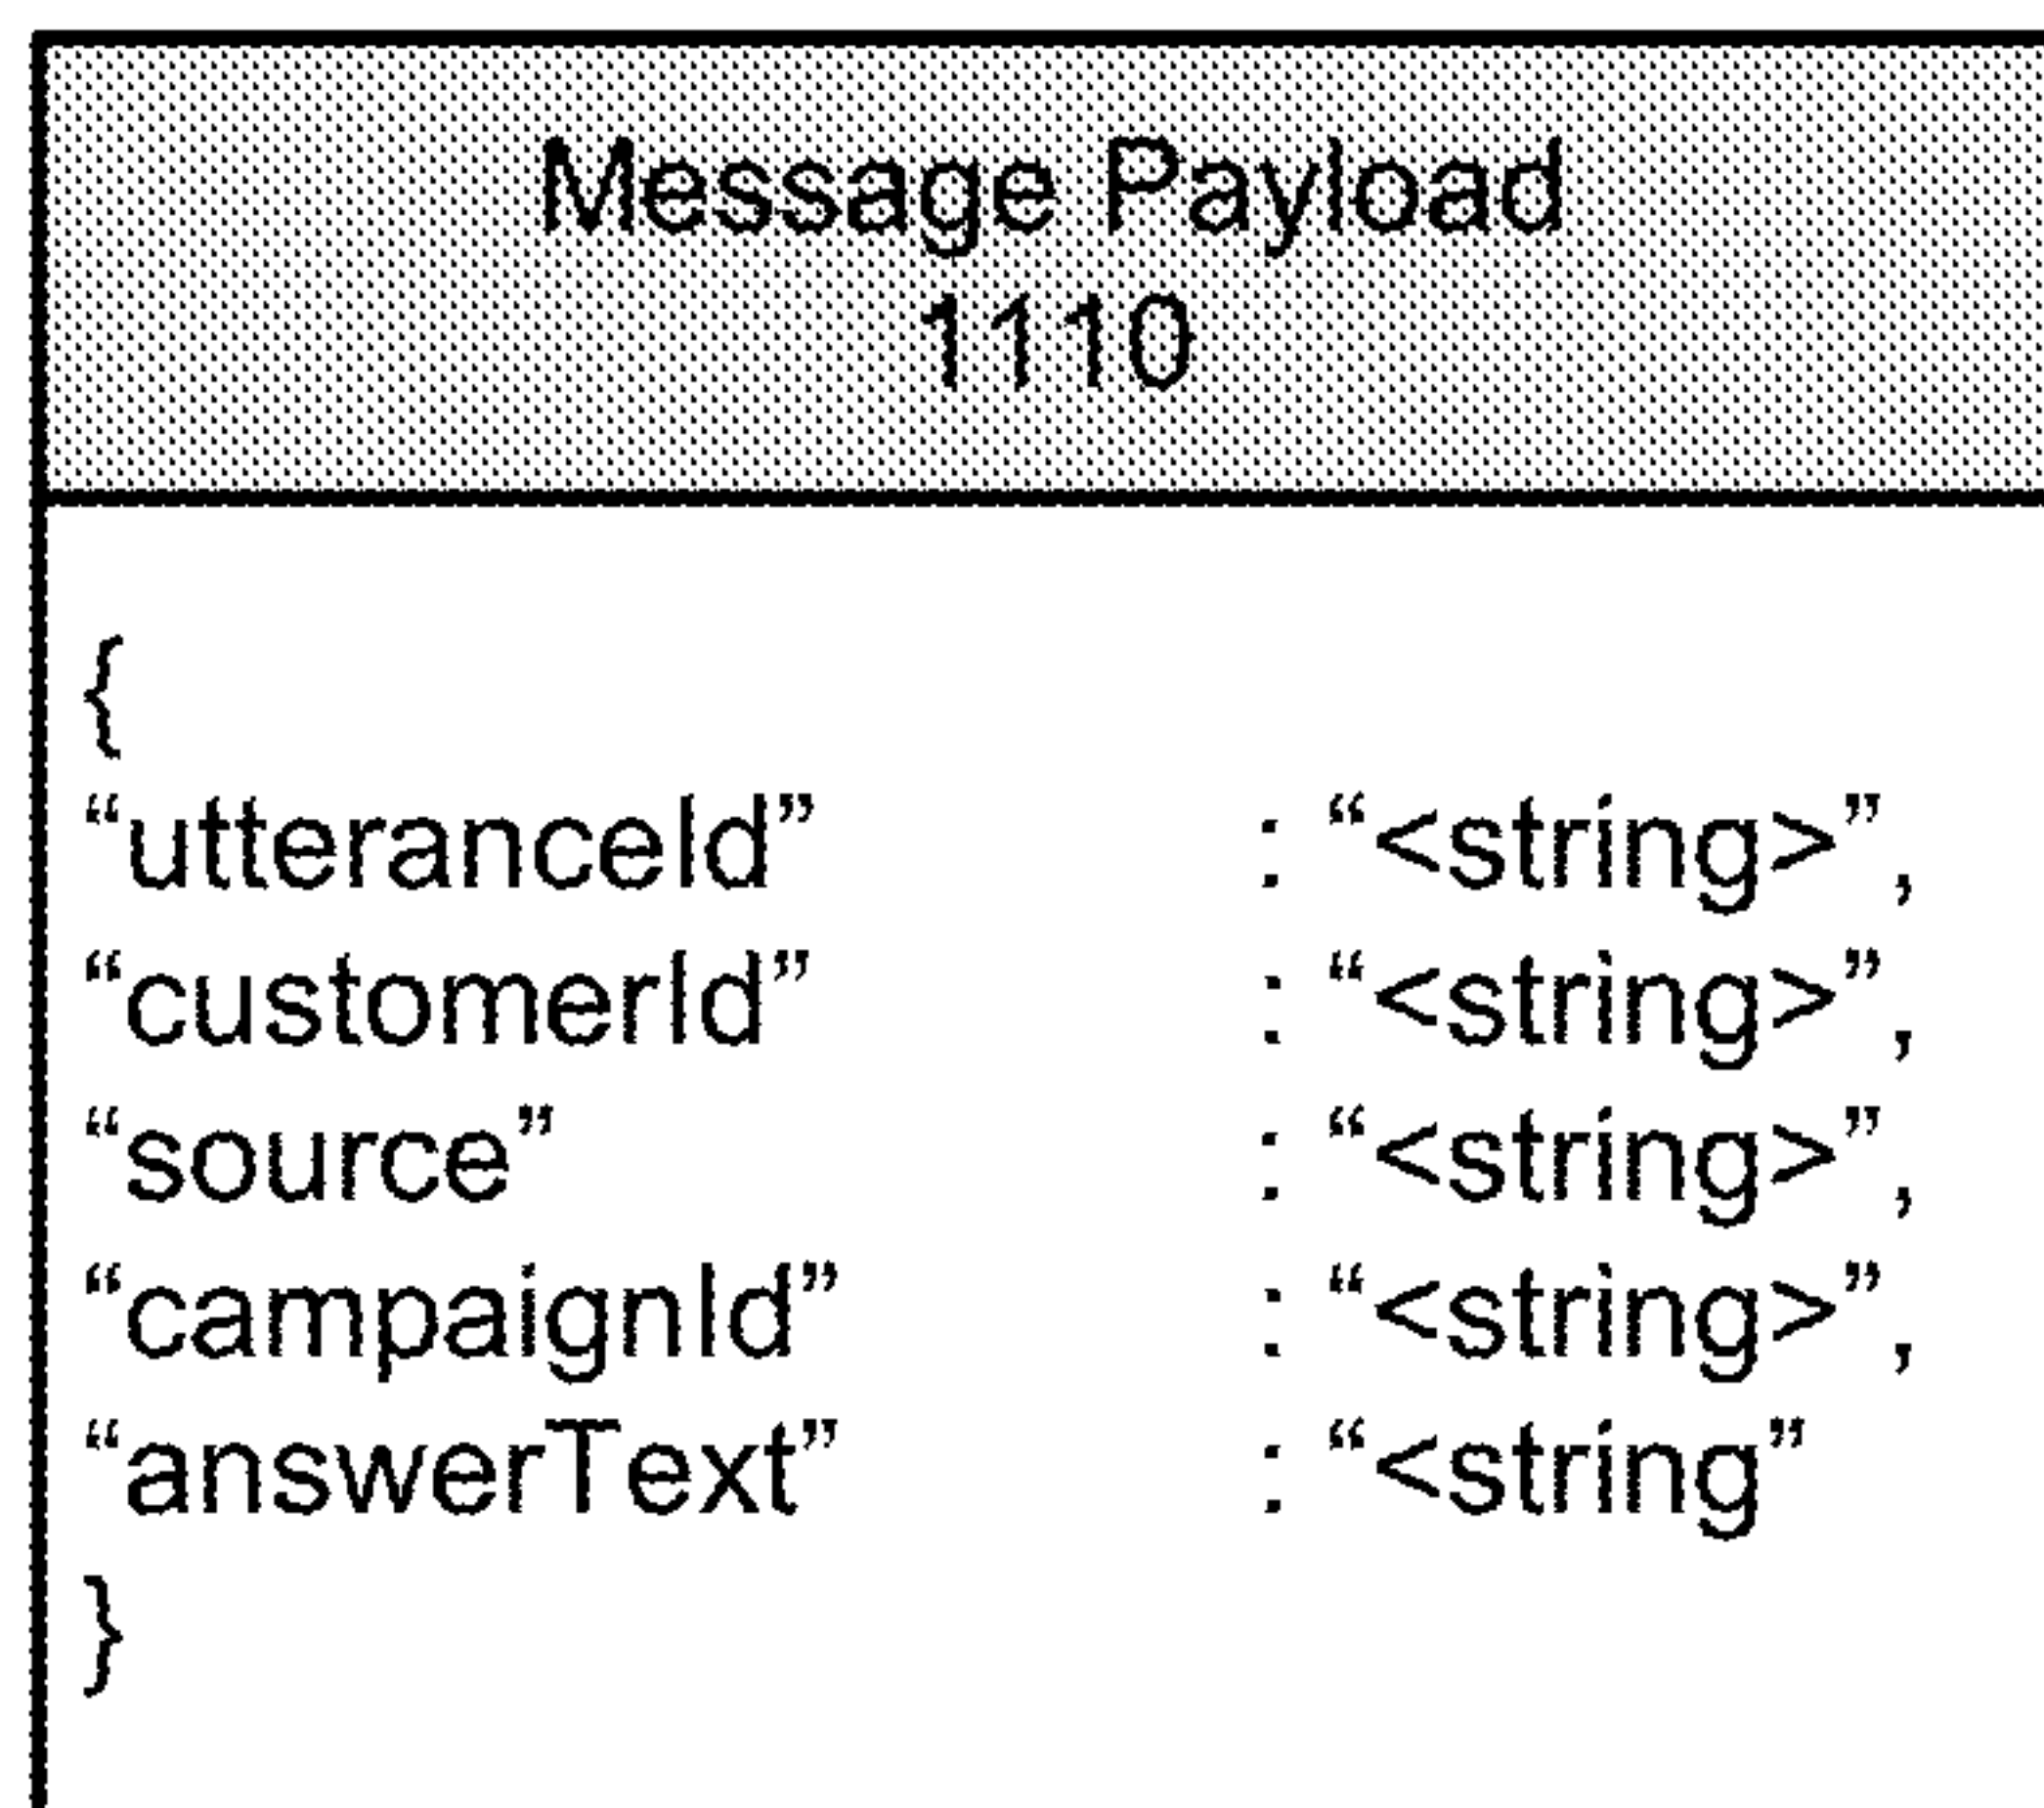 Message Payload
1110
{
“utteranceId” : “<string>”,
“customerId” : “<string>”,
“source” : “<string>”,
“campaignId” : “<string>”,
“answerText” : “<string”
}